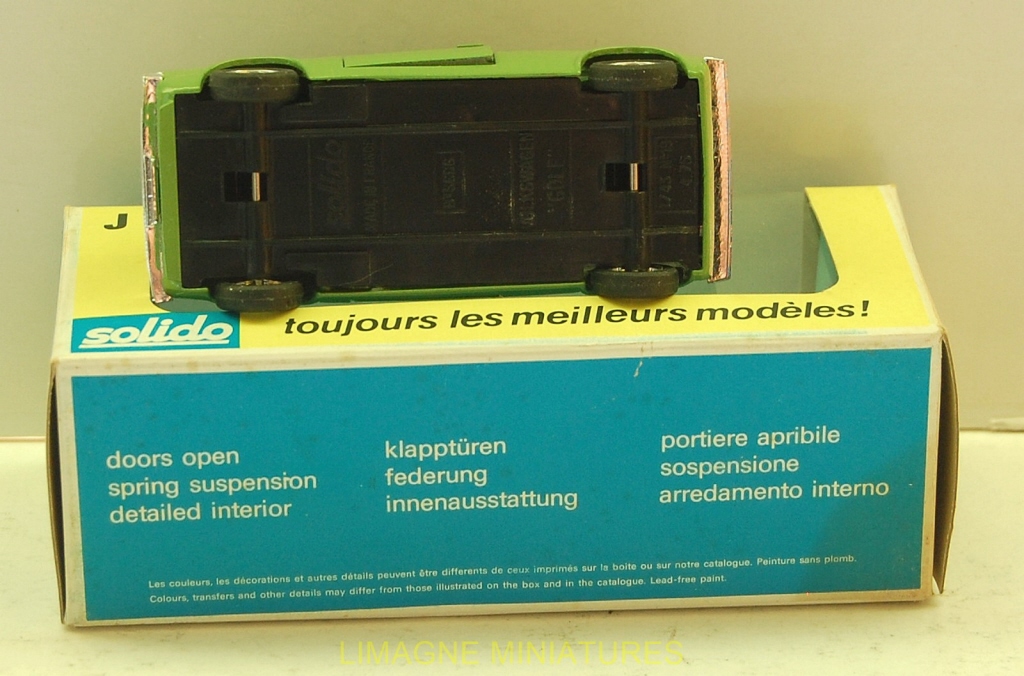 solido
VOLKSWAGEN
"GOLF"
J
solido
toujours les meilleurs modèles!
doors open
spring suspension
detailed interior
klapptüren
federung
innenausstattung
portiere apribile
sospensione
arredamento interno
Les couleurs, les décorations et autres détails peuvent être differents de ceux imprimés sur la boite ou sur notre catalogue. Peinture sans plomb.
Colours, transfers and other details may differ from those illustrated on the box and in the catalogue. Lead-free paint.
LIMAGNE MINIATURES